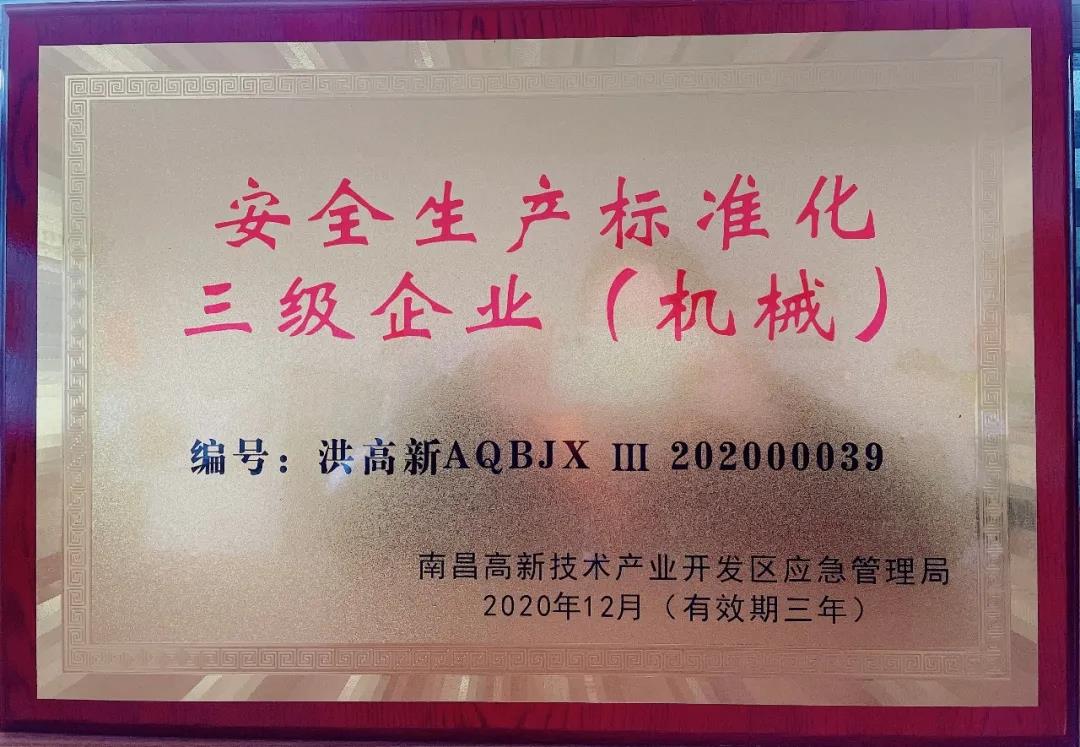 安全生产标准化
三级企业（机械）
编号：洪高新AQBJX Ⅲ 202000039
南昌高新技术产业开发区应急管理局
2020年12月（有效期三年）